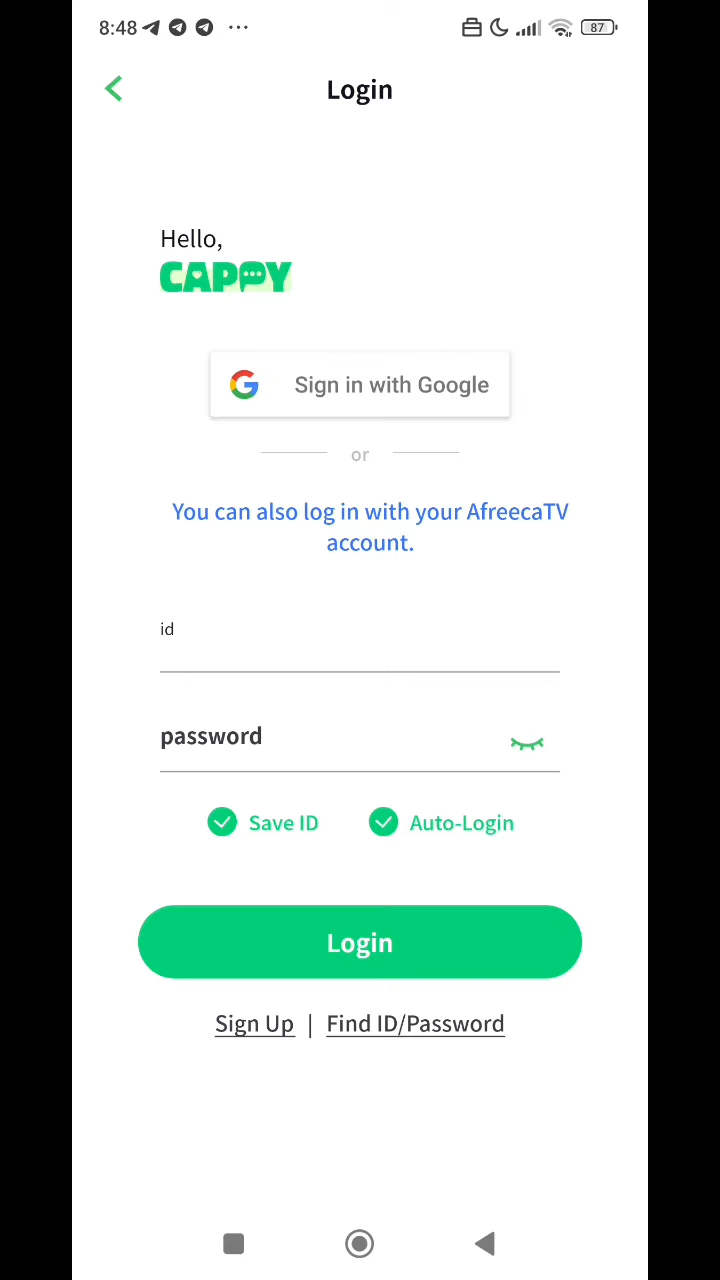 8:48 87
Login
Hello,
CAPPY
Sign in with Google
or
You can also log in with your AfreecaTV
account.
id
password
Save ID Auto-Login
Login
Sign Up | Find ID/Password